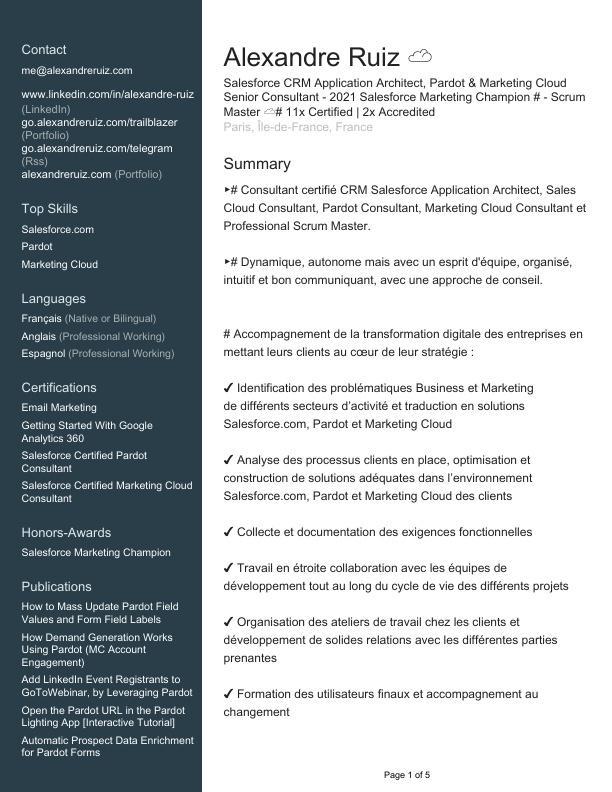 Contact
me@alexandreruiz.com
www.linkedin.com/in/alexandre-ruiz
(LinkedIn)
go.alexandreruiz.com/trailblazer
(Portfolio)
go.alexandreruiz.com/telegram
(Rss)
alexandreruiz.com (Portfolio)
Top Skills
Salesforce.com
Pardot
Marketing Cloud
Languages
Français (Native or Bilingual)
Anglais (Professional Working)
Espagnol (Professional Working)
Certifications
Email Marketing
Getting Started With Google
Analytics 360
Salesforce Certified Pardot
Consultant
Salesforce Certified Marketing Cloud
Consultant
Honors-Awards
Salesforce Marketing Champion
Publications
How to Mass Update Pardot Field
Values and Form Field Labels
How Demand Generation Works
Using Pardot (MC Account
Engagement)
Add LinkedIn Event Registrants to
GoToWebinar, by Leveraging Pardot
Open the Pardot URL in the Pardot
Lighting App [Interactive Tutorial]
Automatic Prospect Data Enrichment
for Pardot Forms
Alexandre Ruiz ☁
Salesforce CRM Application Architect, Pardot & Marketing Cloud
Senior Consultant - 2021 Salesforce Marketing Champion # - Scrum
Master ☁# 11x Certified | 2x Accredited
Paris, Île-de-France, France
Summary
‣# Consultant certifié CRM Salesforce Application Architect, Sales
Cloud Consultant, Pardot Consultant, Marketing Cloud Consultant et
Professional Scrum Master.
‣# Dynamique, autonome mais avec un esprit d'équipe, organisé,
intuitif et bon communiquant, avec une approche de conseil.
# Accompagnement de la transformation digitale des entreprises en
mettant leurs clients au cœur de leur stratégie :
✔ Identification des problématiques Business et Marketing
de différents secteurs d’activité et traduction en solutions
Salesforce.com, Pardot et Marketing Cloud
✔ Analyse des processus clients en place, optimisation et
construction de solutions adéquates dans l’environnement
Salesforce.com, Pardot et Marketing Cloud des clients
✔ Collecte et documentation des exigences fonctionnelles
✔ Travail en étroite collaboration avec les équipes de
développement tout au long du cycle de vie des différents projets
✔ Organisation des ateliers de travail chez les clients et
développement de solides relations avec les différentes parties
prenantes
✔ Formation des utilisateurs finaux et accompagnement au
changement
Page 1 of 5